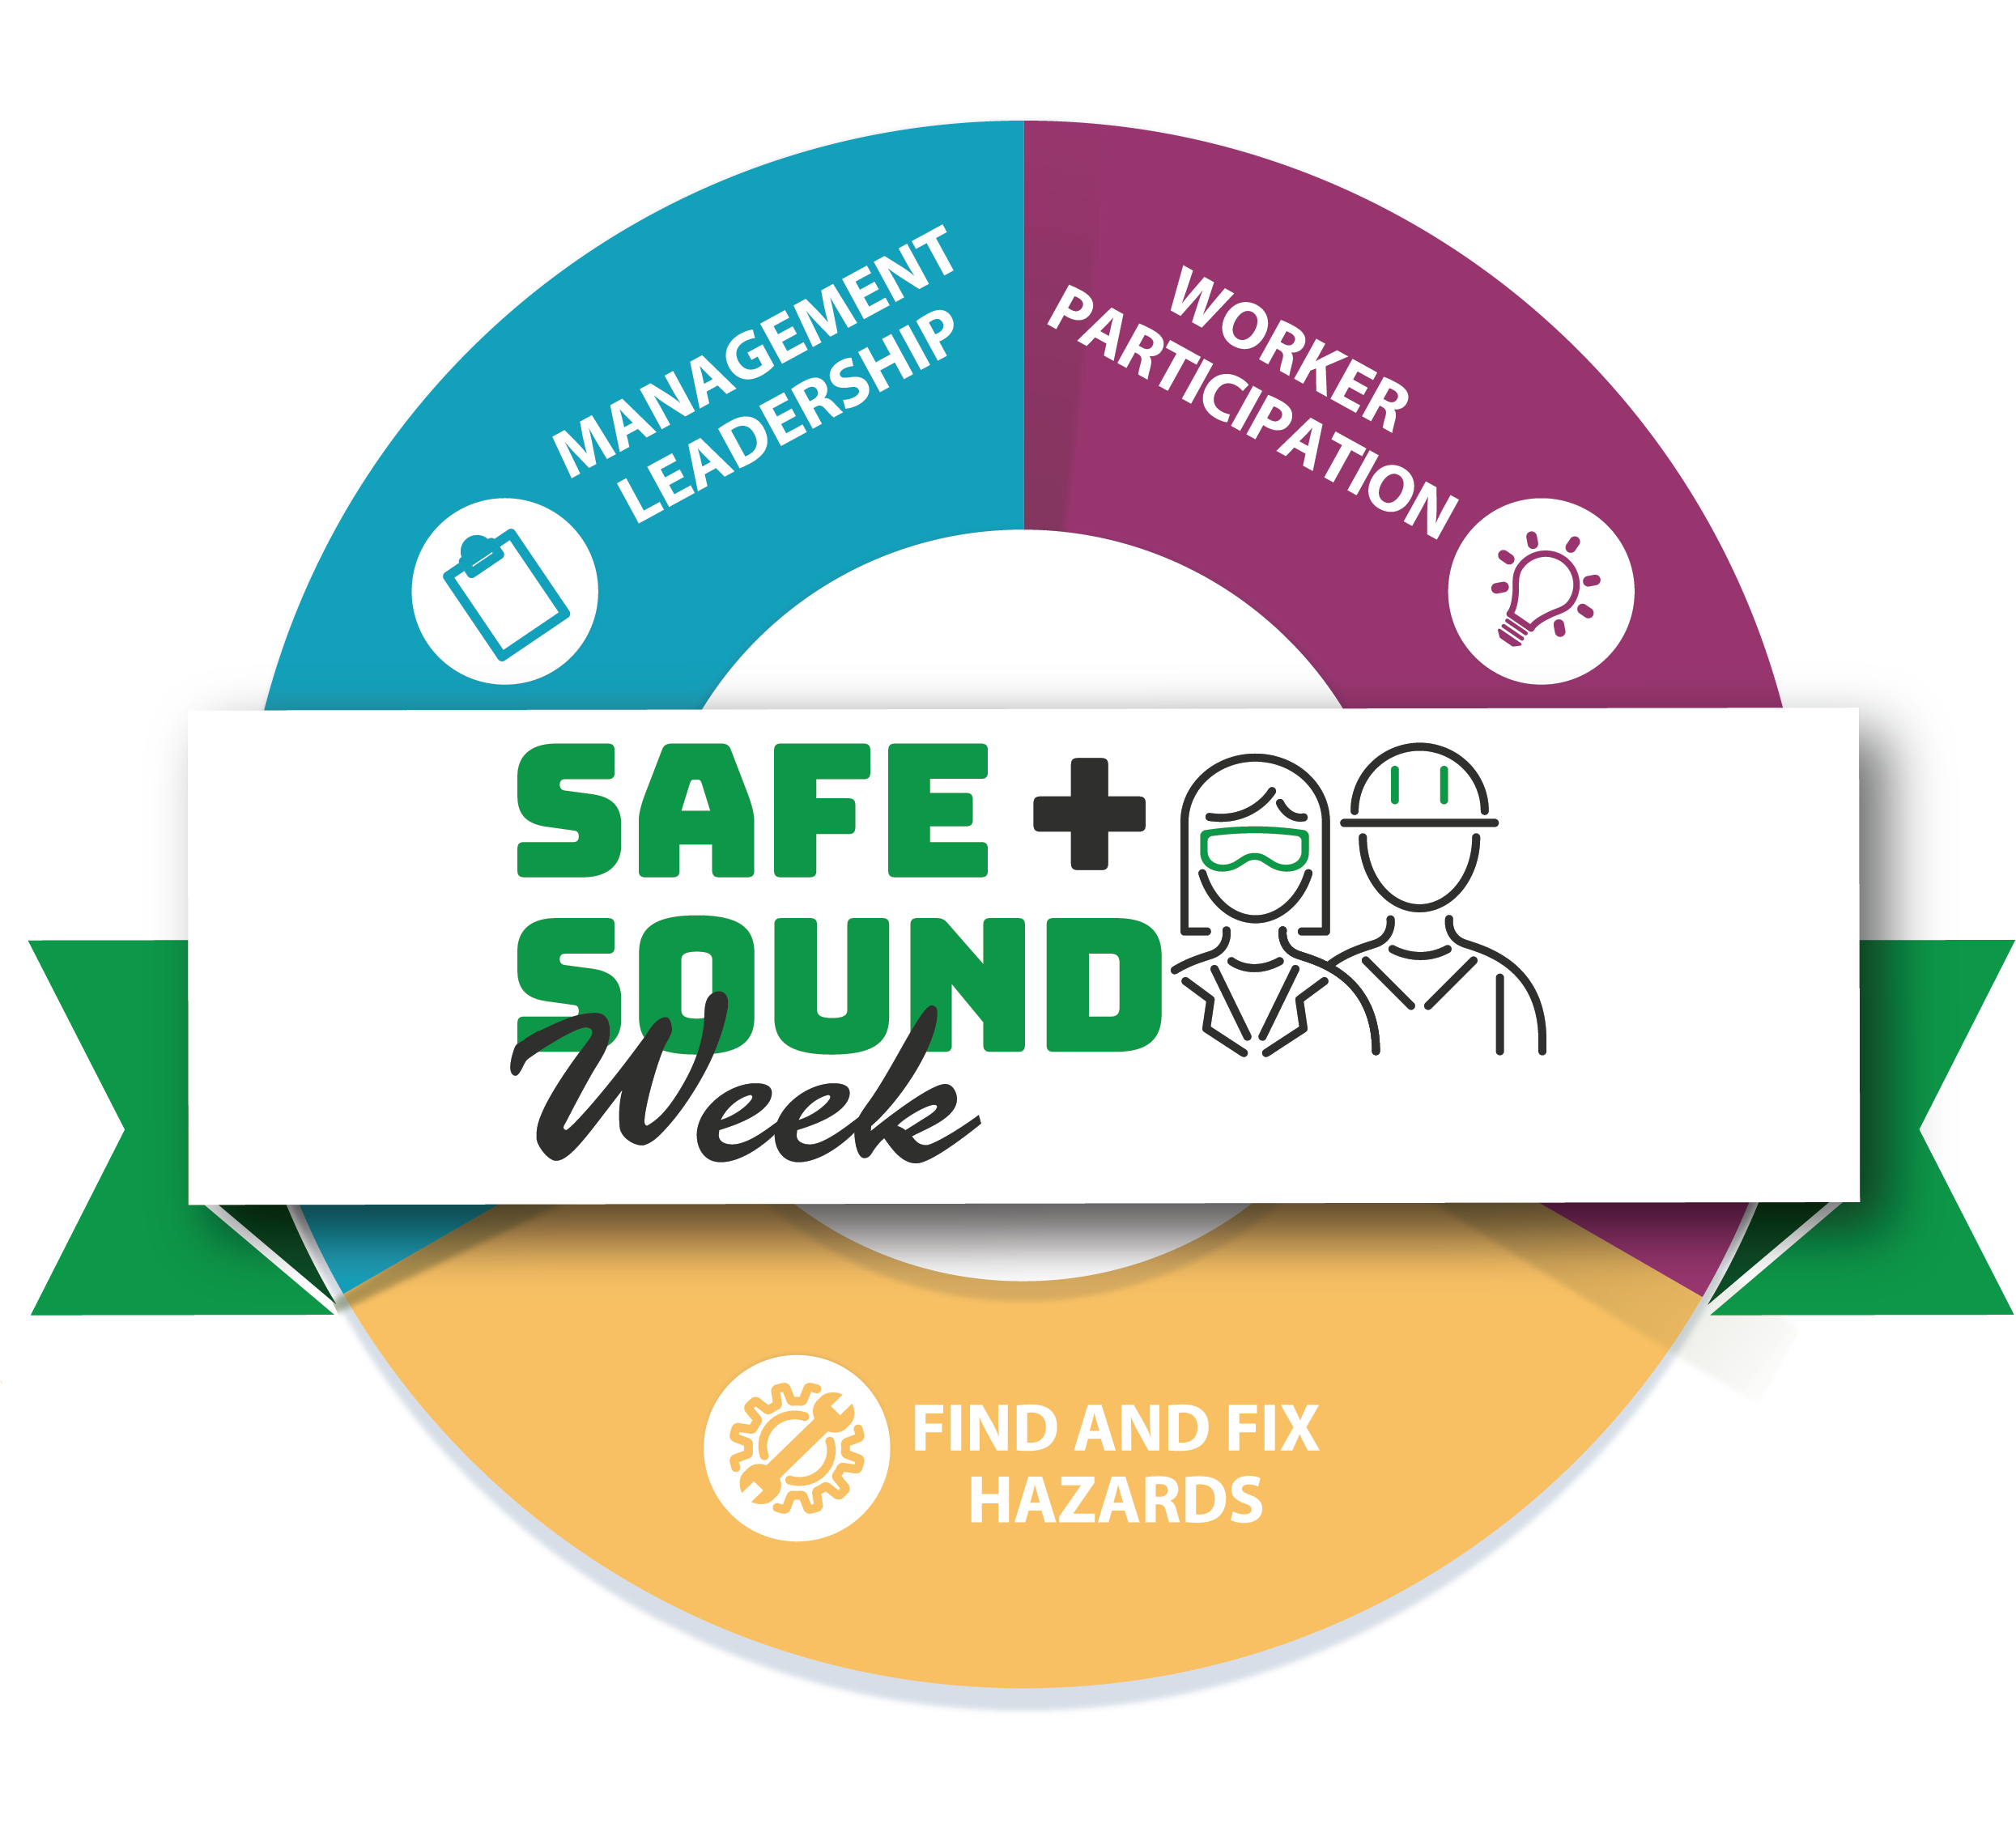 MANAGEMENT
LEADERSHIP
WORKER
PARTICIPATION
SAFE +
SOUND
Week
FIND AND FIX
HAZARDS